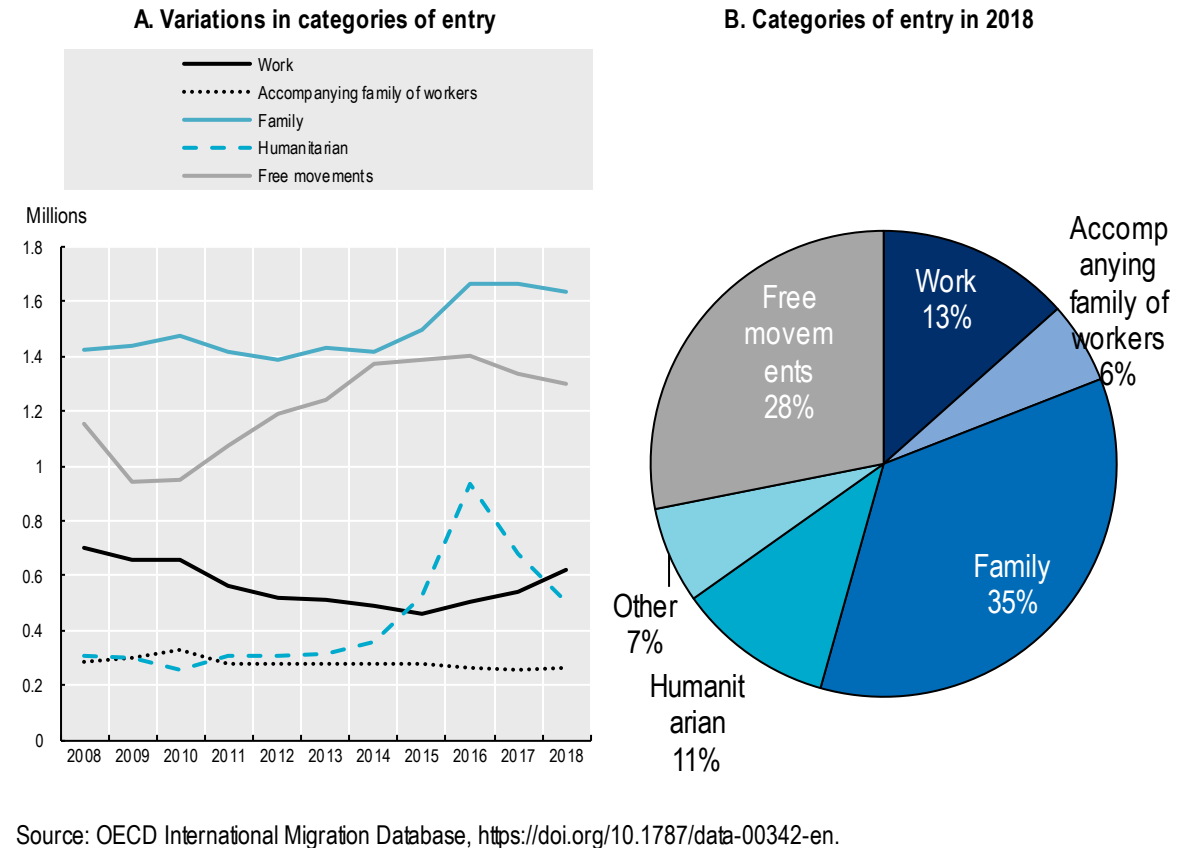 A. Variations in categories of entry
Work
Accompanying family of workers
Family
Humanitarian
Free movements
Millions
1.8
1.6
1.4
1.2
1
0.8
0.6
0.4
0.2
0
2008 2009 2010 2011 2012 2013 2014 2015 2016 2017 2018
B. Categories of entry in 2018
Work
13%
Accomp
anying
family of
workers
6%
Family
35%
Humanit
arian
11%
Other
7%
Free
movem
ents
28%
Source: OECD International Migration Database, https://doi.org/10.1787/data-00342-en.